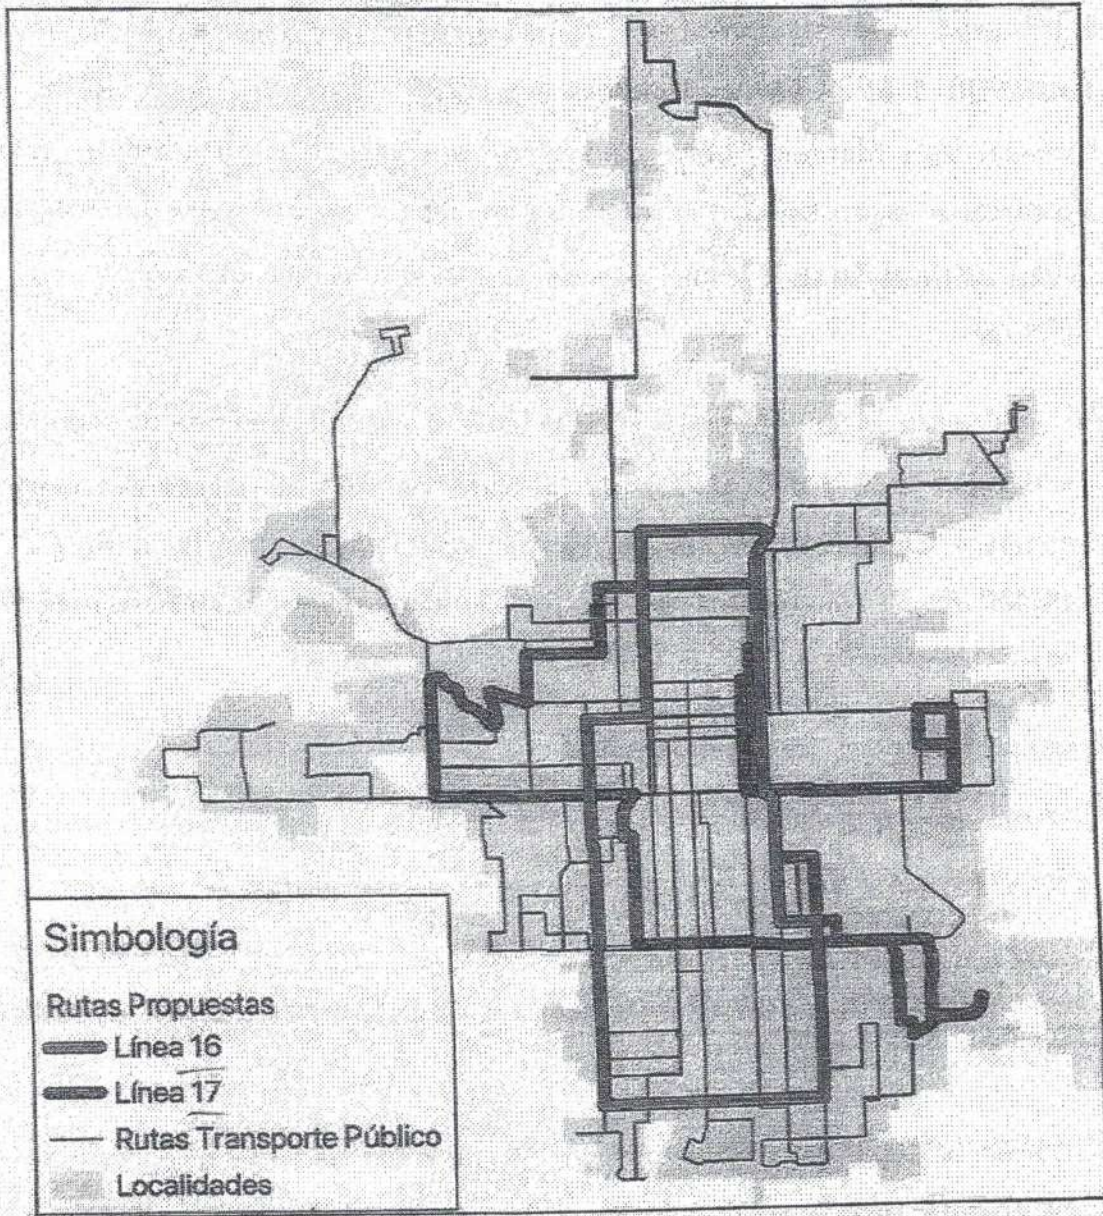 Simbología
Rutas Propuestas
Línea 16
Línea 17
Rutas Transporte Público
Localidades